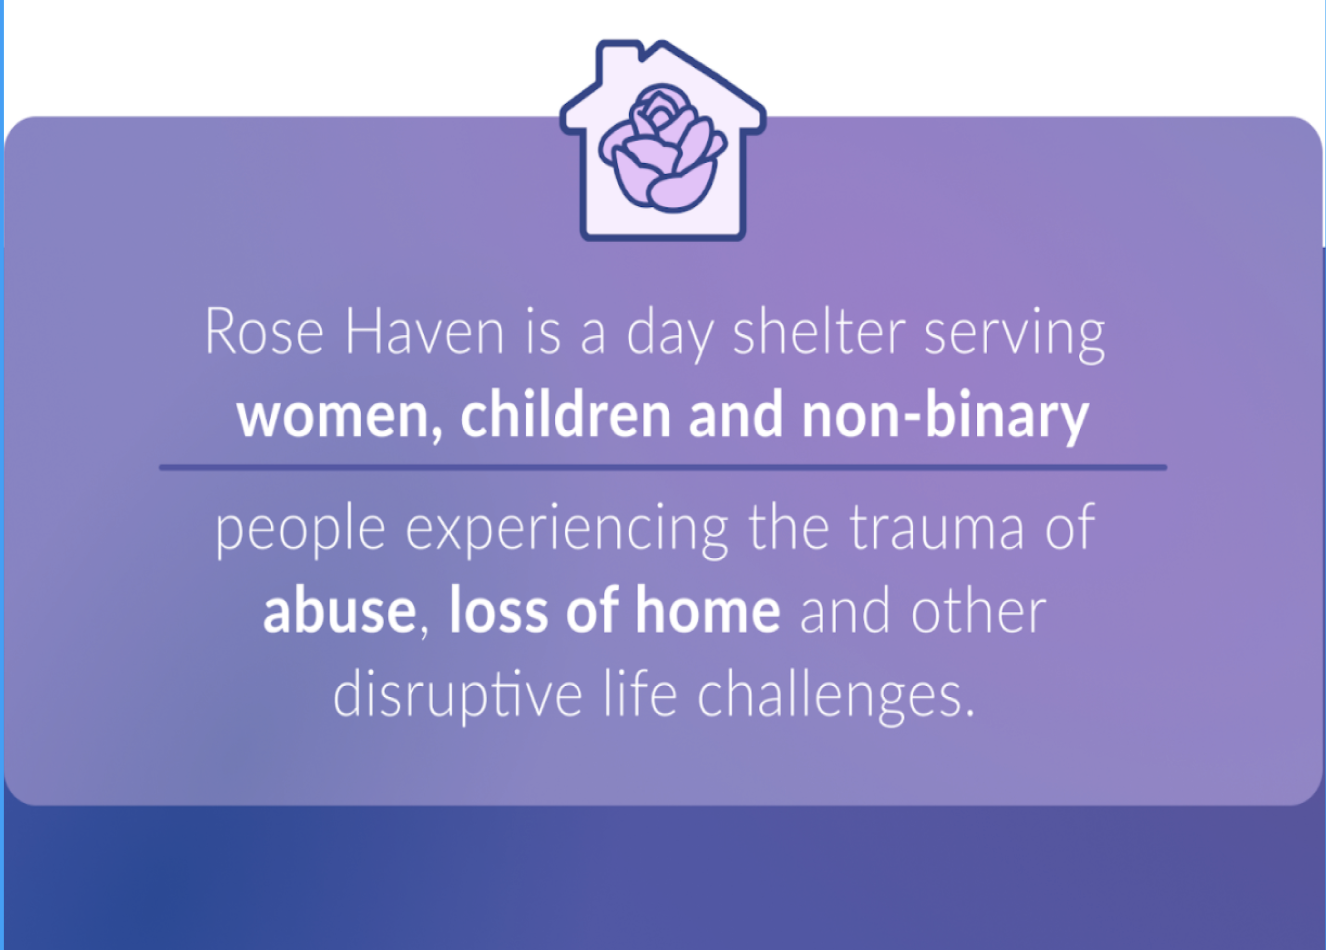 Rose Haven is a day shelter serving
women, children and non-binary
people experiencing the trauma of
abuse, loss of home and other
disruptive life challenges.